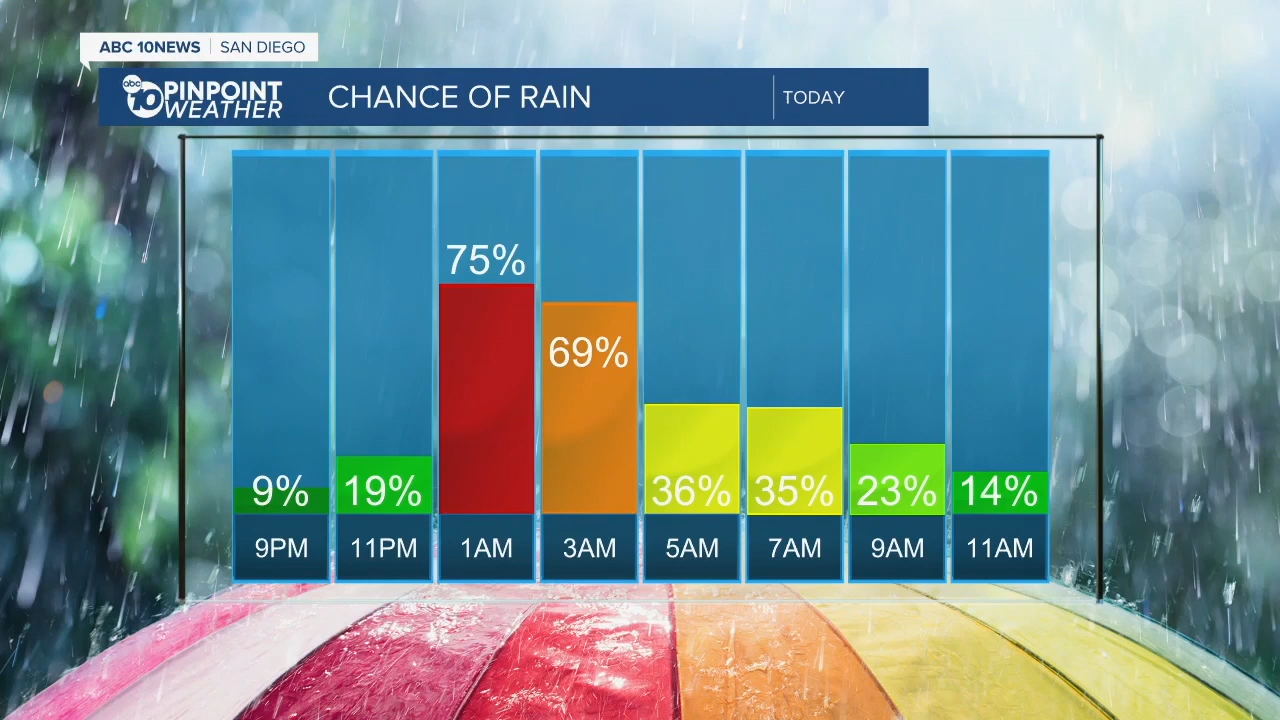 ABC 10NEWS | SAN DIEGO
abc 10 PINPOINT WEATHER
CHANCE OF RAIN
TODAY
75%
69%
9% 19% 36% 35% 23% 14%
9PM 11PM 1AM 3AM 5AM 7AM 9AM 11AM